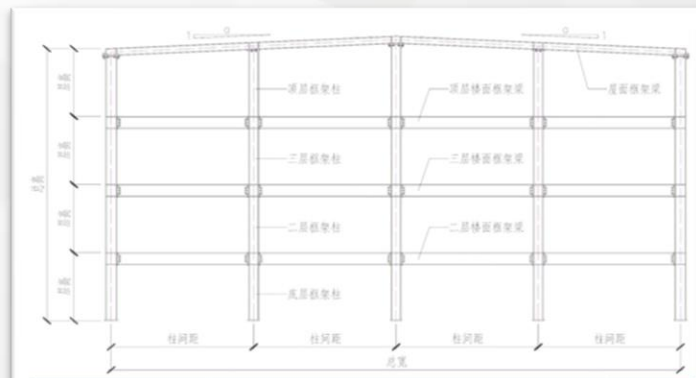 1
1
层高
顶层框架柱
顶层楼面框架梁
屋面框架梁
层高
三层框架柱
三层楼面框架梁
总高
层高
二层框架柱
二层楼面框架梁
层高
底层框架柱
柱间距
柱间距
柱间距
柱间距
总宽